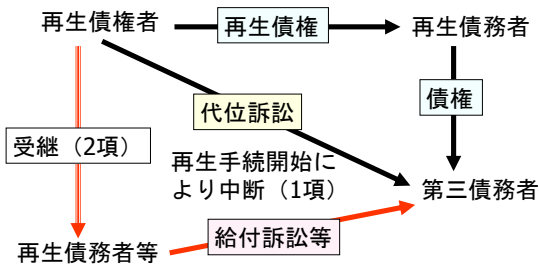 再生債権者
再生債権
再生債務者
債権
代位訴訟
受継（2項）
再生手続開始に
より中断（1項）
第三債務者
給付訴訟等
再生債務者等